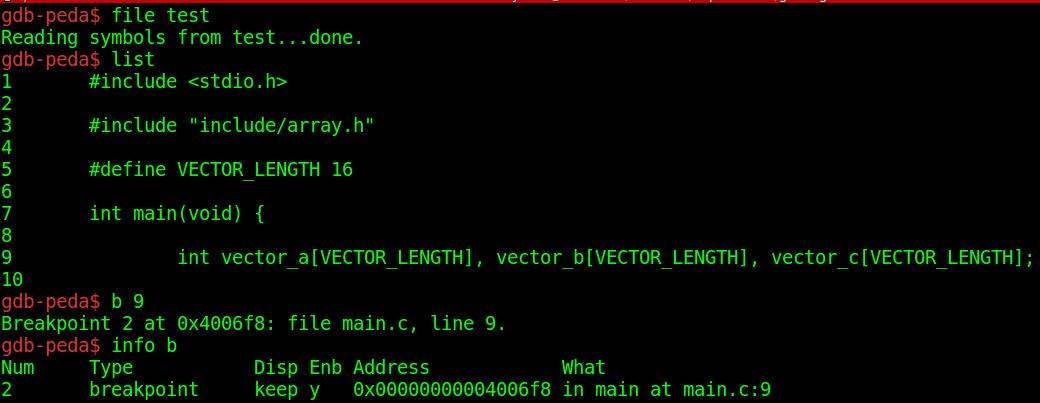 gdb-peda$ file test
Reading symbols from test...done.
gdb-peda$ list
1       #include <stdio.h>
2
3       #include "include/array.h"
4
5       #define VECTOR_LENGTH 16
6
7       int main(void) {
8
9               int vector_a[VECTOR_LENGTH], vector_b[VECTOR_LENGTH], vector_c[VECTOR_LENGTH];
10
gdb-peda$ b 9
Breakpoint 2 at 0x4006f8: file main.c, line 9.
gdb-peda$ info b
Num     Type           Disp Enb Address            What
2       breakpoint     keep y   0x00000000004006f8 in main at main.c:9